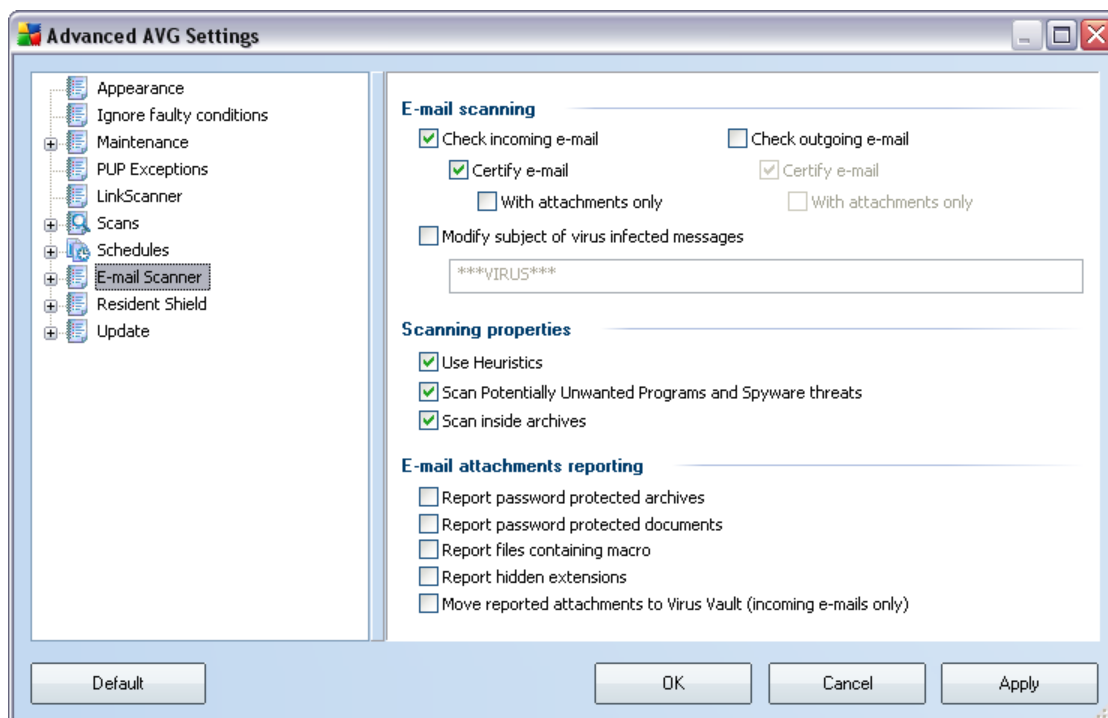 Advanced AVG Settings
Appearance
Ignore faulty conditions
Maintenance
PUP Exceptions
LinkScanner
Scans
Schedules
E-mail Scanner
Resident Shield
Update
E-mail scanning
Check incoming e-mail
Check outgoing e-mail
Certify e-mail
Certify e-mail
With attachments only
With attachments only
Modify subject of virus infected messages
***VIRUS***
Scanning properties
Use Heuristics
Scan Potentially Unwanted Programs and Spyware threats
Scan inside archives
E-mail attachments reporting
Report password protected archives
Report password protected documents
Report files containing macro
Report hidden extensions
Move reported attachments to Virus Vault (incoming e-mails only)
Default
OK
Cancel
Apply